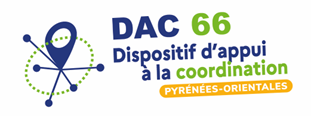 DAC 66
Dispositif d'appui
à la coordination
PYRÉNÉES-ORIENTALES